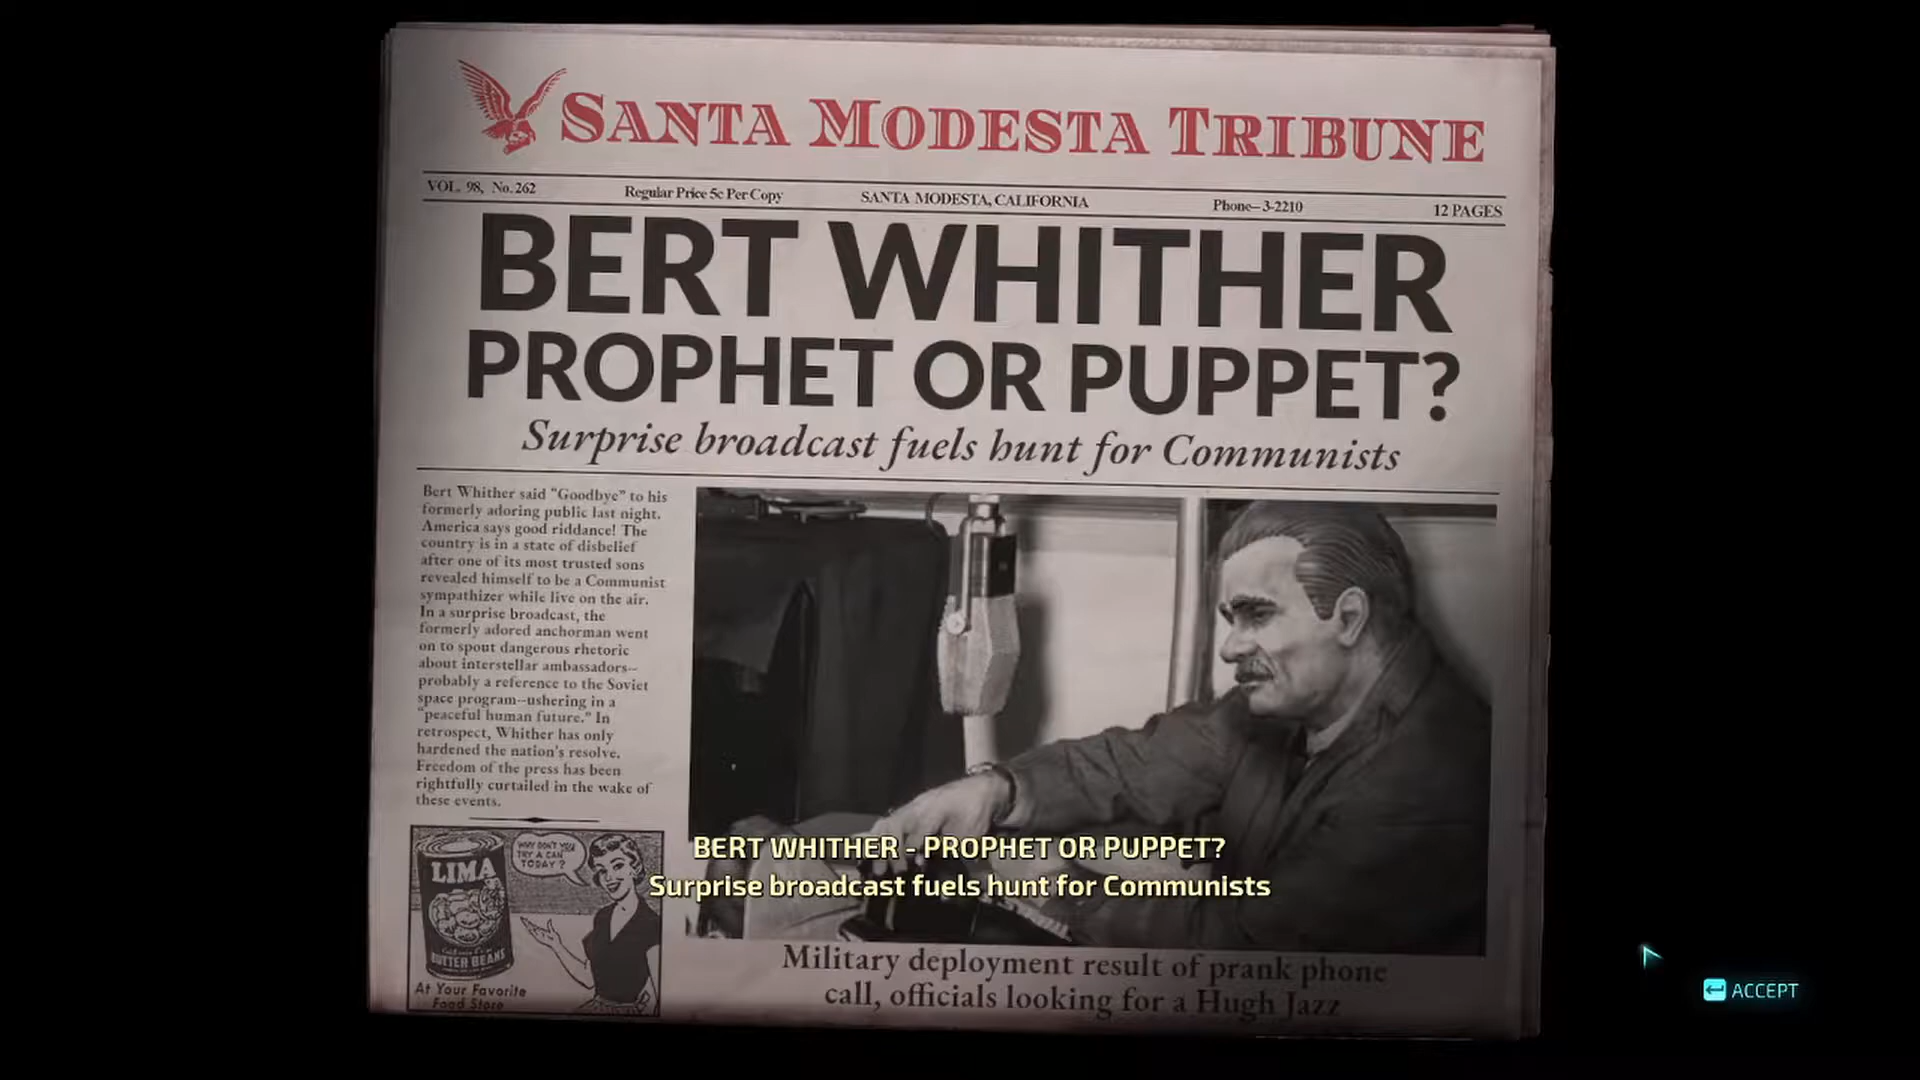 SANTA MODESTA TRIBUNE
VOL. 98, No. 262 Regular Price 5c Per Copy SANTA MODESTA, CALIFORNIA Phone—3-2210 12 PAGES
BERT WHITHER
PROPHET OR PUPPET?
Surprise broadcast fuels hunt for Communists
Bert Whither said "Goodbye" to his
formerly adoring public last night.
America says good riddance! The
country is in a state of disbelief
after one of its most trusted sons
revealed himself to be a Communist
sympathizer while live on the air.
In a surprise broadcast, the
formerly adored anchorman went
on to spout dangerous rhetoric
about interstellar ambassadors--
probably a reference to the Soviet
space program--ushering in a
"peaceful human future." In
retrospect, Whither has only
hardened the nation's resolve.
Freedom of the press has been
rightfully curtailed in the wake of
these events.
LIMA
BUTTER BEANS
WHY DON'T YOU
TRY A CAN
TODAY?
At Your Favorite
Food Store
BERT WHITHER - PROPHET OR PUPPET?
Surprise broadcast fuels hunt for Communists
Military deployment result of prank phone
call, officials looking for a Hugh Jazz
ACCEPT